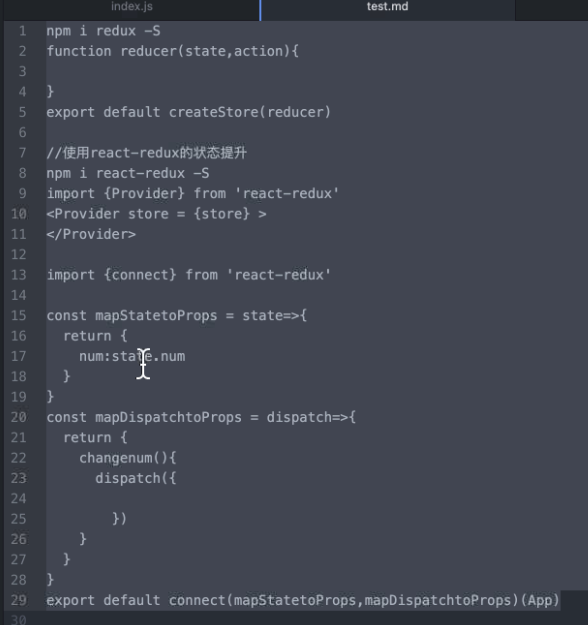 index.js
test.md
1 npm i redux -S
2 function reducer(state,action){
3
4 }
5 export default createStore(reducer)
6
7 //使用react-redux的状态提升
8 npm i react-redux -S
9 import {Provider} from 'react-redux'
10 <Provider store = {store} >
11 </Provider>
12
13 import {connect} from 'react-redux'
14
15 const mapStatetoProps = state=>{
16   return {
17     num:state.num
18   }
19 }
20 const mapDispatchtoProps = dispatch=>{
21   return {
22     changenum(){
23       dispatch({
24
25         })
26     }
27   }
28 }
29 export default connect(mapStatetoProps,mapDispatchtoProps)(App)
30